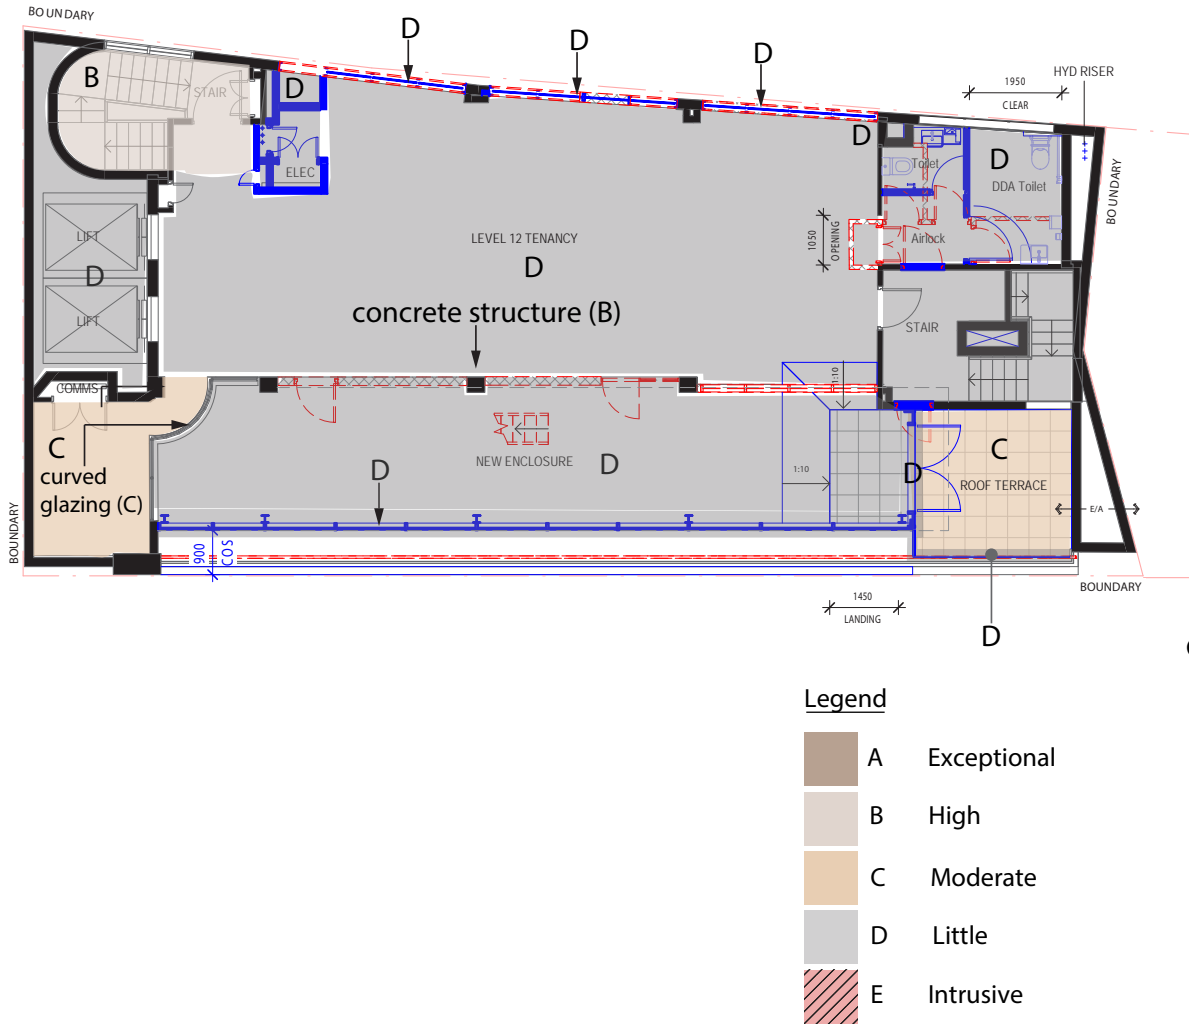 BOUNDARY
D
D
D
HYD RISER
1950
CLEAR
B
STAIR
D
ELEC
D
Toilet
D
DDA Toilet
BOUNDARY
1050
OPENING
Airlock
LIFT
D
LIFT
LEVEL 12 TENANCY
D
concrete structure (B)
STAIR
COMMS
1:10
C
curved
glazing (C)
NEW ENCLOSURE
D
D
1:10
D
C
ROOF TERRACE
E/A
BOUNDARY
900
COS
BOUNDARY
1450
LANDING
D
Legend
A Exceptional
B High
C Moderate
D Little
E Intrusive